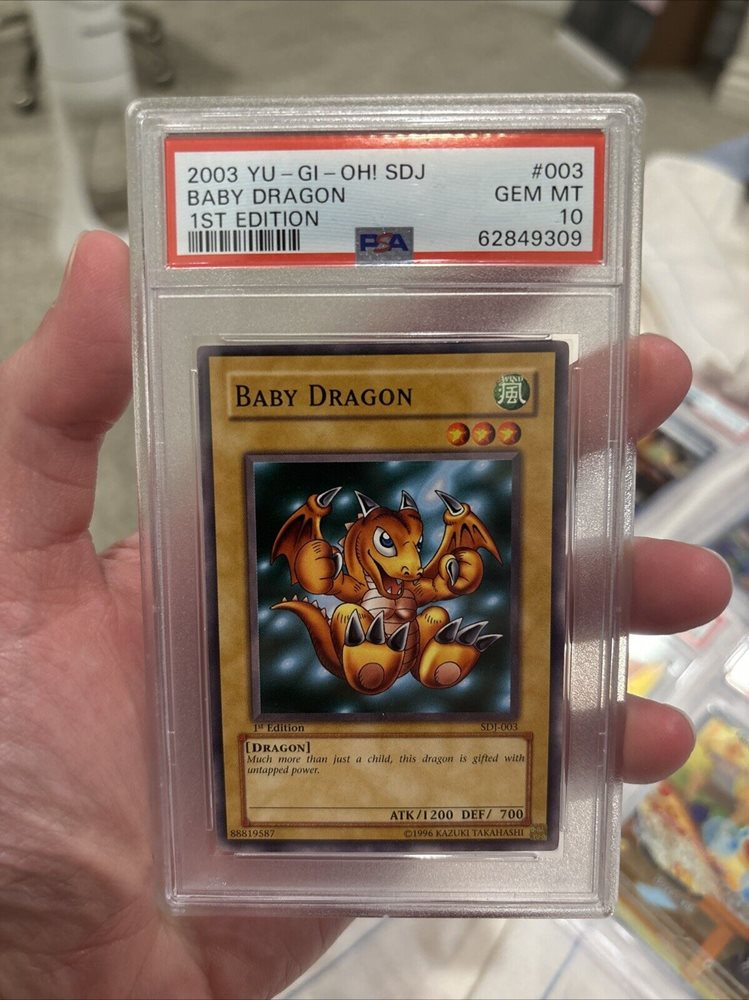 2003 YU-GI-OH! SDJ #003
BABY DRAGON GEM MT
1ST EDITION 10
PSA 62849309
BABY DRAGON WIND
風
1st Edition SDJ-003
[DRAGON]
Much more than just a child, this dragon is gifted with
untapped power.
ATK/1200 DEF/ 700
88819587 ©1996 KAZUKI TAKAHASHI